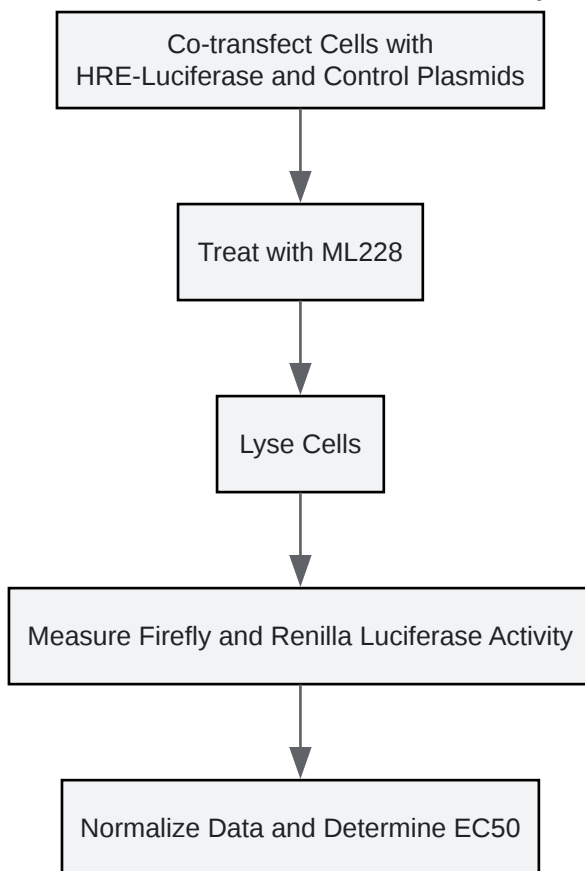 Co-transfect Cells with
HRE-Luciferase and Control Plasmids
Treat with ML228
Lyse Cells
Measure Firefly and Renilla Luciferase Activity
Normalize Data and Determine EC50